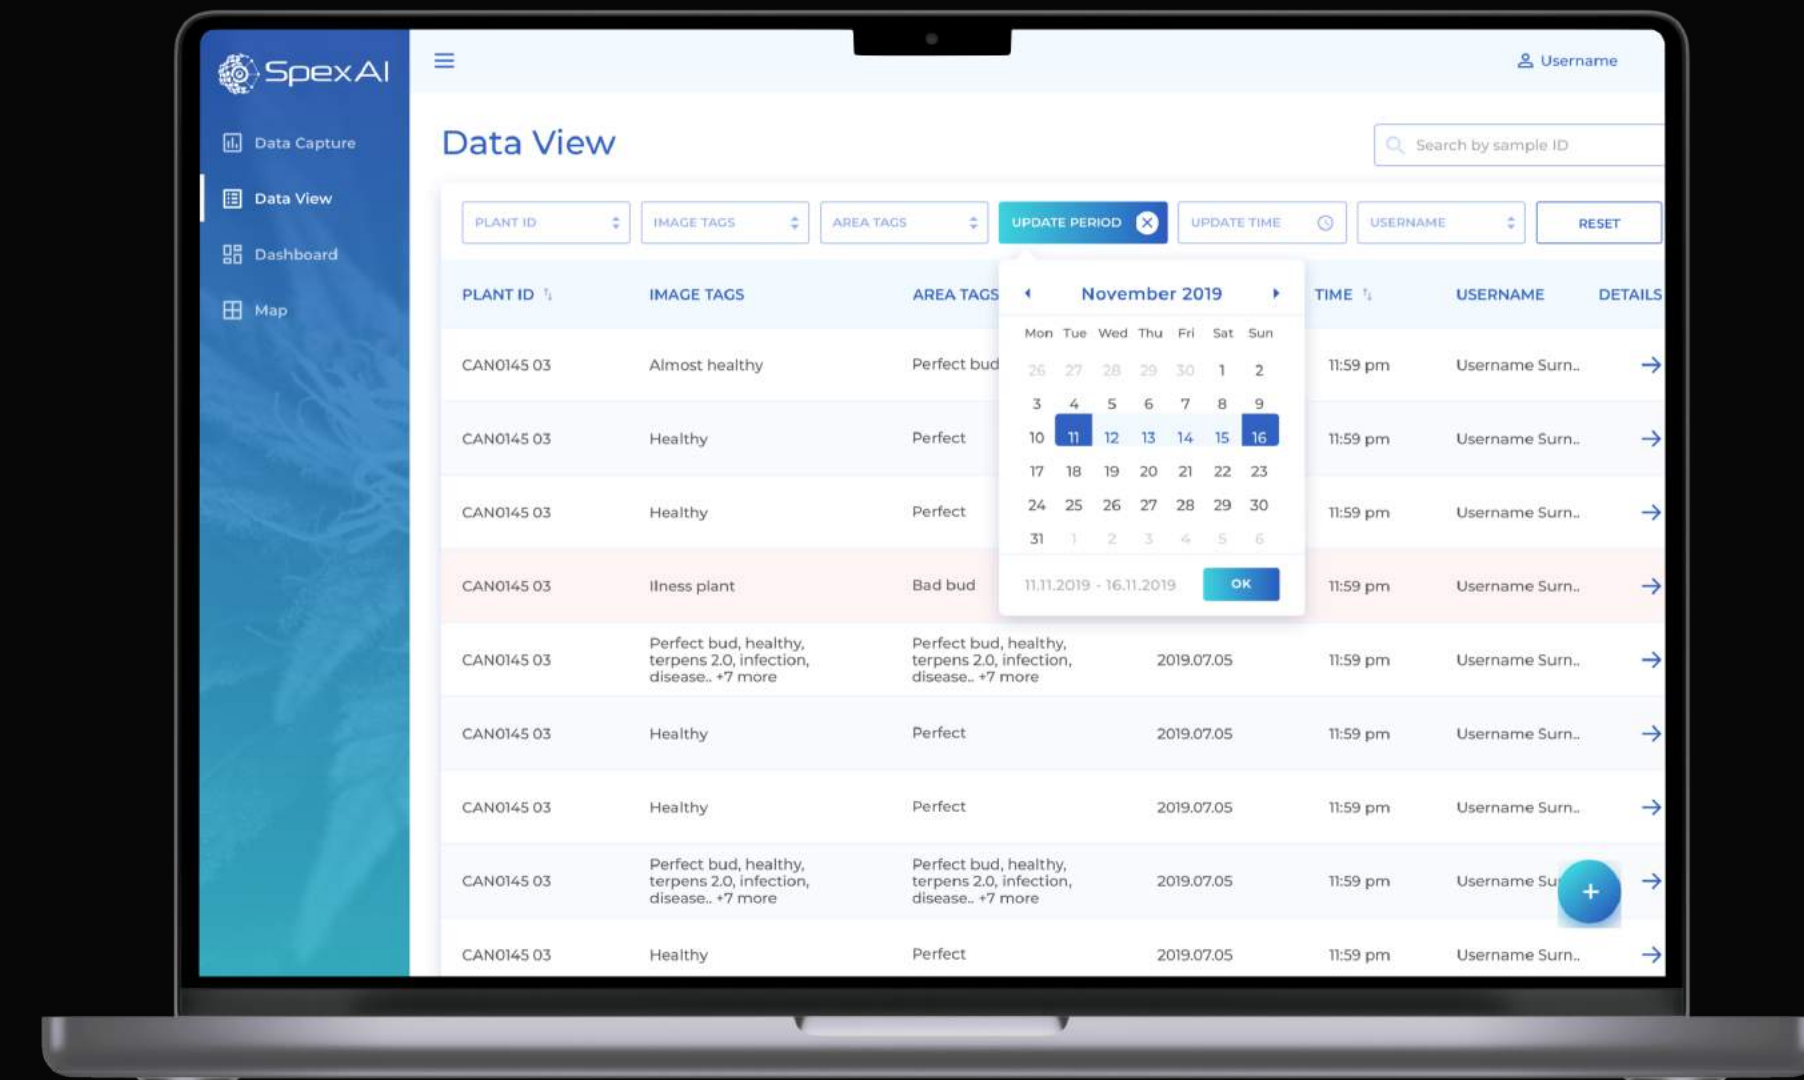 SpexAI
Username
Data Capture
Data View
Dashboard
Map
Data View
Search by sample ID
PLANT ID IMAGE TAGS AREA TAGS UPDATE PERIOD UPDATE TIME USERNAME RESET
PLANT ID IMAGE TAGS AREA TAGS TIME USERNAME DETAILS
November 2019
Mon Tue Wed Thu Fri Sat Sun
26 27 28 29 30 1 2
3 4 5 6 7 8 9
10 11 12 13 14 15 16
17 18 19 20 21 22 23
24 25 26 27 28 29 30
31 1 2 3 4 5 6
11.11.2019 - 16.11.2019 OK
CAN0145 03 Almost healthy Perfect bud 11:59 pm Username Surn..
CAN0145 03 Healthy Perfect 11:59 pm Username Surn..
CAN0145 03 Healthy Perfect 11:59 pm Username Surn..
CAN0145 03 Ilness plant Bad bud 11:59 pm Username Surn..
CAN0145 03 Perfect bud, healthy, Perfect bud, healthy, 2019.07.05 11:59 pm Username Surn..
terpens 2.0, infection, terpens 2.0, infection,
disease.. +7 more disease.. +7 more
CAN0145 03 Healthy Perfect 2019.07.05 11:59 pm Username Surn..
CAN0145 03 Healthy Perfect 2019.07.05 11:59 pm Username Surn..
CAN0145 03 Perfect bud, healthy, Perfect bud, healthy, 2019.07.05 11:59 pm Username Su
terpens 2.0, infection, terpens 2.0, infection,
disease.. +7 more disease.. +7 more
CAN0145 03 Healthy Perfect 2019.07.05 11:59 pm Username Surn..